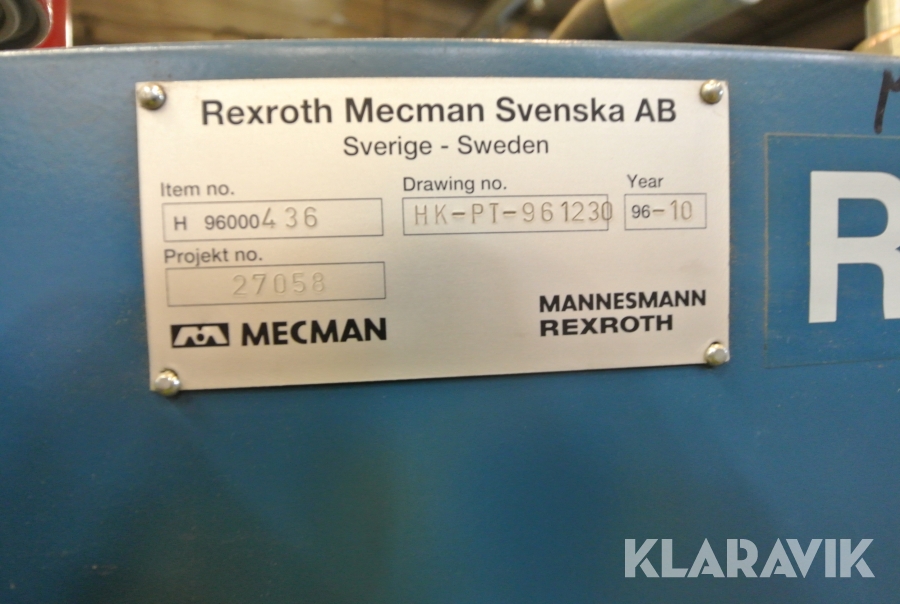 Rexroth Mecman Svenska AB
Sverige - Sweden
Item no.
H 96000436
Drawing no.
HK-PT-961230
Year
96-10
Projekt no.
27058
MECMAN
MANNESMANN
REXROTH
R
KLARAVIK